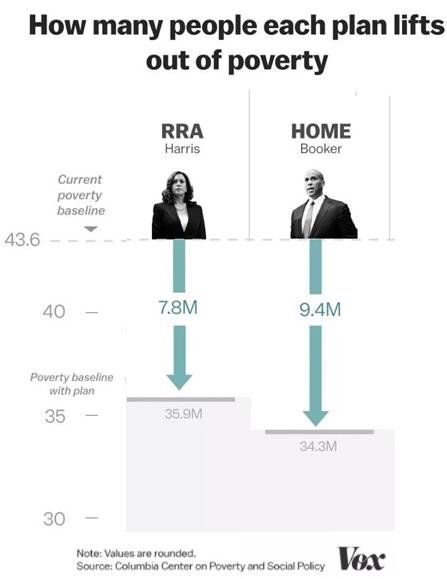 How many people each plan lifts
out of poverty
RRA
Harris
HOME
Booker
Current
poverty
baseline
43.6
7.8M
9.4M
40
Poverty baseline
with plan
35
35.9M
34.3M
30
Note: Values are rounded.
Source: Columbia Center on Poverty and Social Policy
Vox